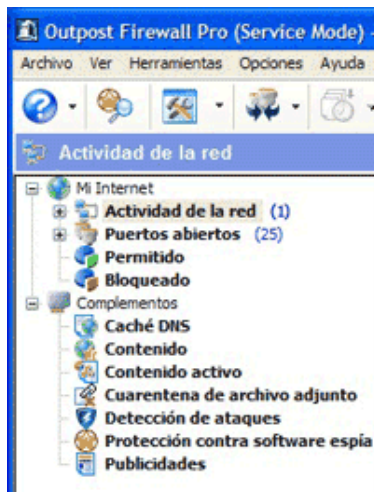 Outpost Firewall Pro (Service Mode) -
Archivo Ver Herramientas Opciones Ayuda
Actividad de la red
Mi Internet
Actividad de la red (1)
Puertos abiertos (25)
Permitido
Bloqueado
Complementos
Caché DNS
Contenido
Contenido activo
Cuarentena de archivo adjunto
Detección de ataques
Protección contra software espía
Publicidades